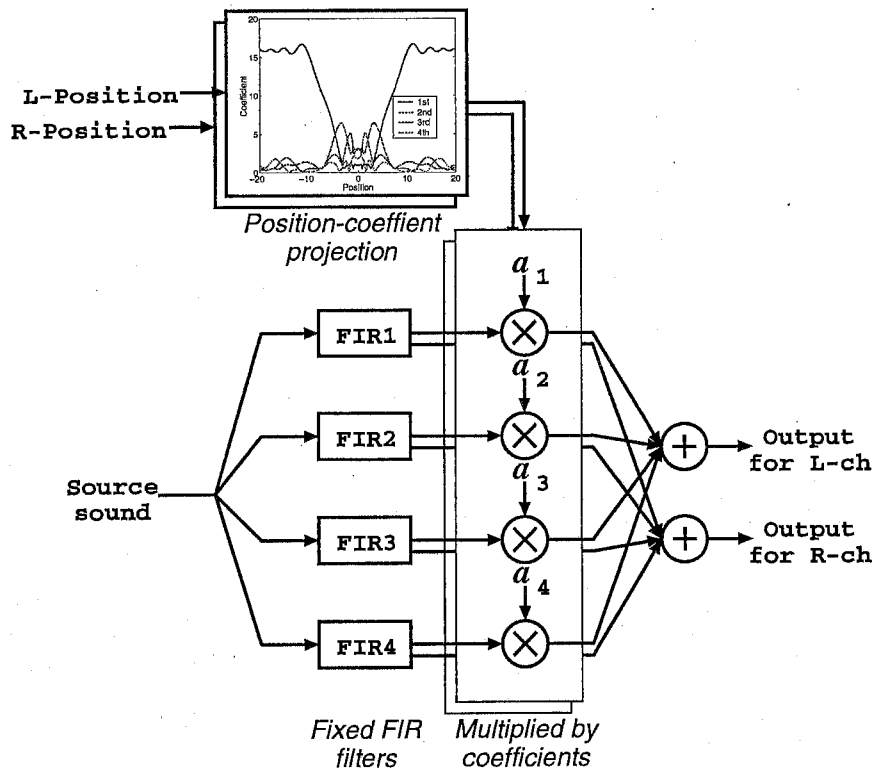 20
15
10
5
0
Coefficient
1st
2nd
3rd
4th
-20
-10
0
10
20
Position
L-Position
R-Position
Position-coeffient
projection
a 1
FIR1
a 2
FIR2
a 3
FIR3
a 4
FIR4
Source
sound
Output
for L-ch
Output
for R-ch
Fixed FIR
filters
Multiplied by
coefficients